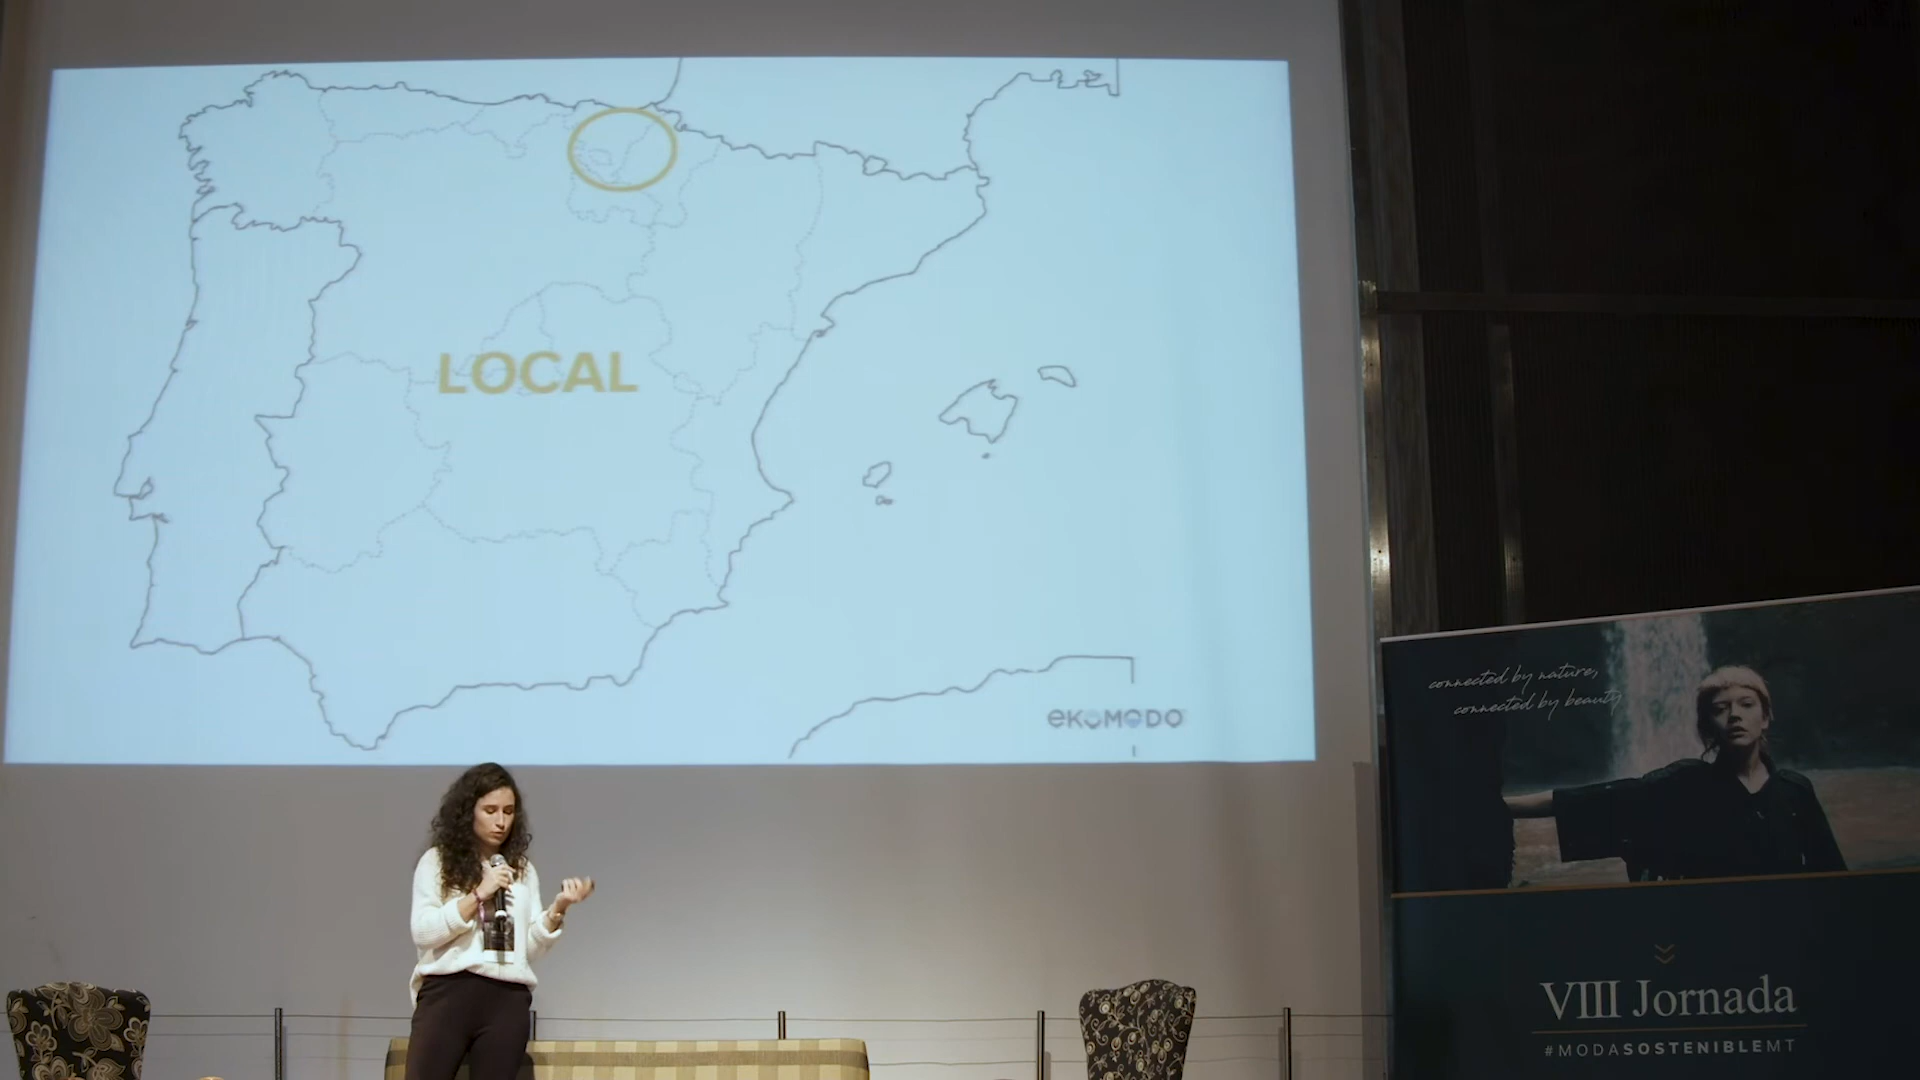 LOCAL
eKOMODO
connected by nature,
connected by beauty
VIII Jornada
#MODASOSTENIBLEMT